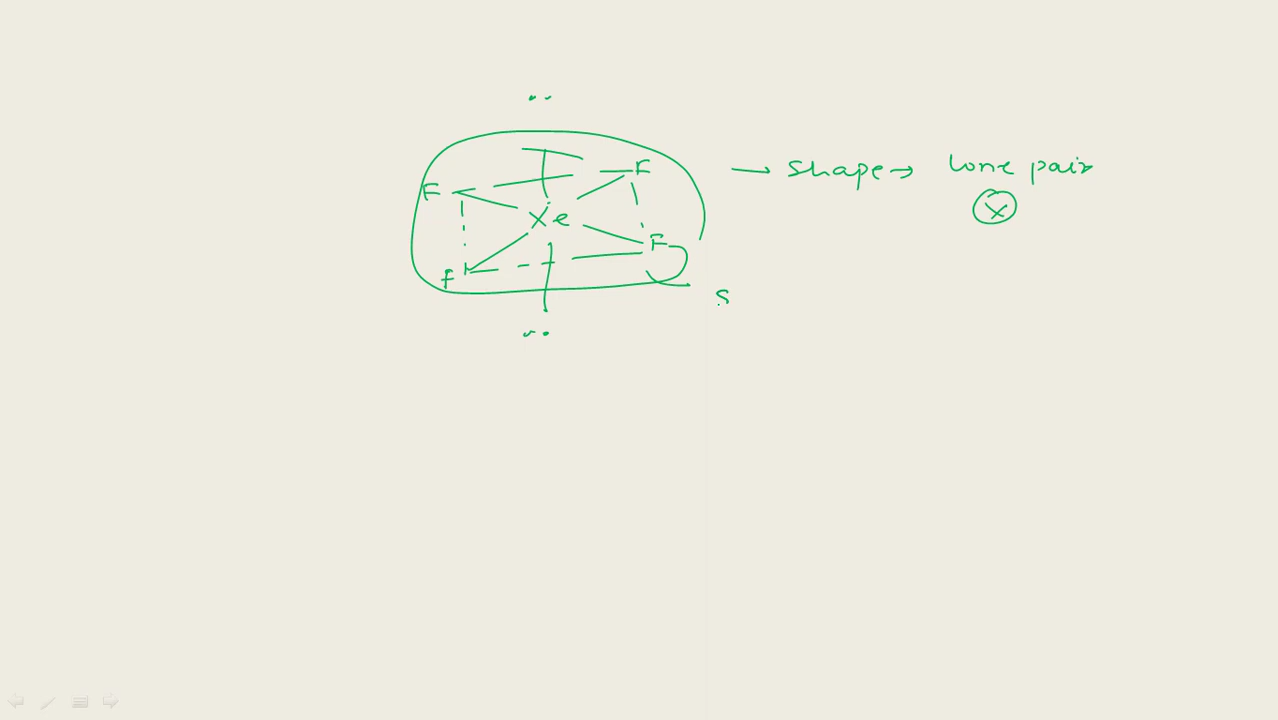 F
→ shape → lone pair
F
x
Xe
F
F
s